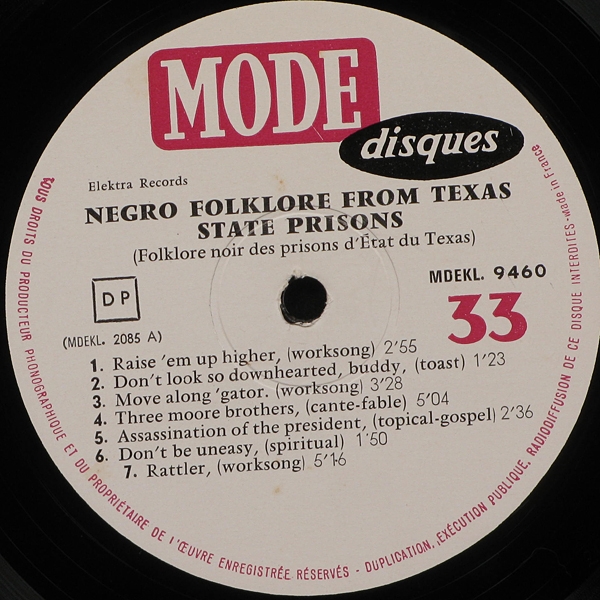 MODE
disques
Elektra Records
NEGRO FOLKLORE FROM TEXAS
STATE PRISONS
(Folklore noir des prisons d'État du Texas)
DP
MDEKL. 9460
33
(MDEKL. 2085 A)
1. Raise 'em up higher, (worksong) 2'55
2. Don't look so downhearted, buddy, (toast) 1'23
3. Move along 'gator. (worksong) 3'28
4. Three moore brothers, (cante-fable) 5'04
5. Assassination of the president, (topical-gospel) 2'36
6. Don't be uneasy, (spiritual) 1'50
7. Rattler, (worksong) 5'16
TOUS DROITS DU PRODUCTEUR PHONOGRAPHIQUE ET DU PROPRIÉTAIRE DE L'ŒUVRE ENREGISTRÉE RÉSERVÉS - DUPLICATION, EXÉCUTION PUBLIQUE, RADIODIFFUSION DE CE DISQUE INTERDITES - Made in France